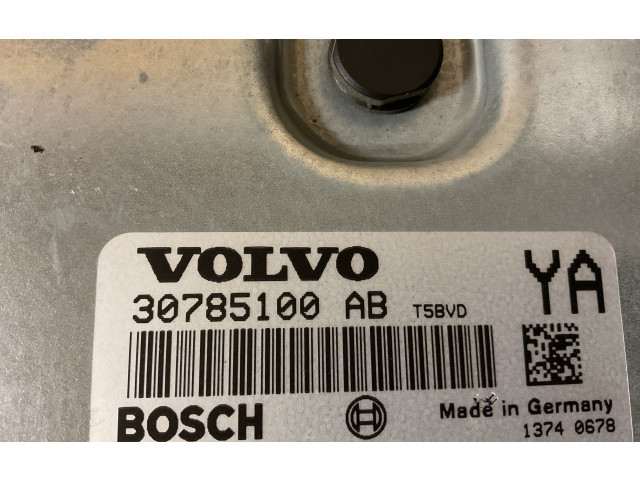 VOLVO YA
30785100 AB T5BVD
BOSCH Made in Germany
1374 0678